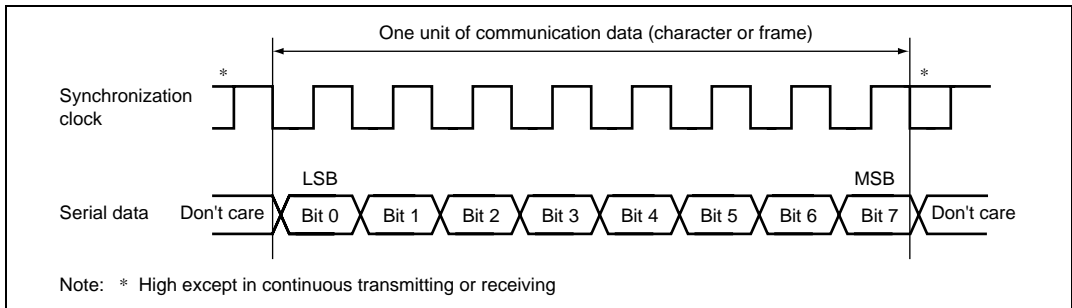 One unit of communication data (character or frame)
* *
Synchronization
clock
LSB MSB
Serial data Don't care Bit 0 Bit 1 Bit 2 Bit 3 Bit 4 Bit 5 Bit 6 Bit 7 Don't care
Note: * High except in continuous transmitting or receiving